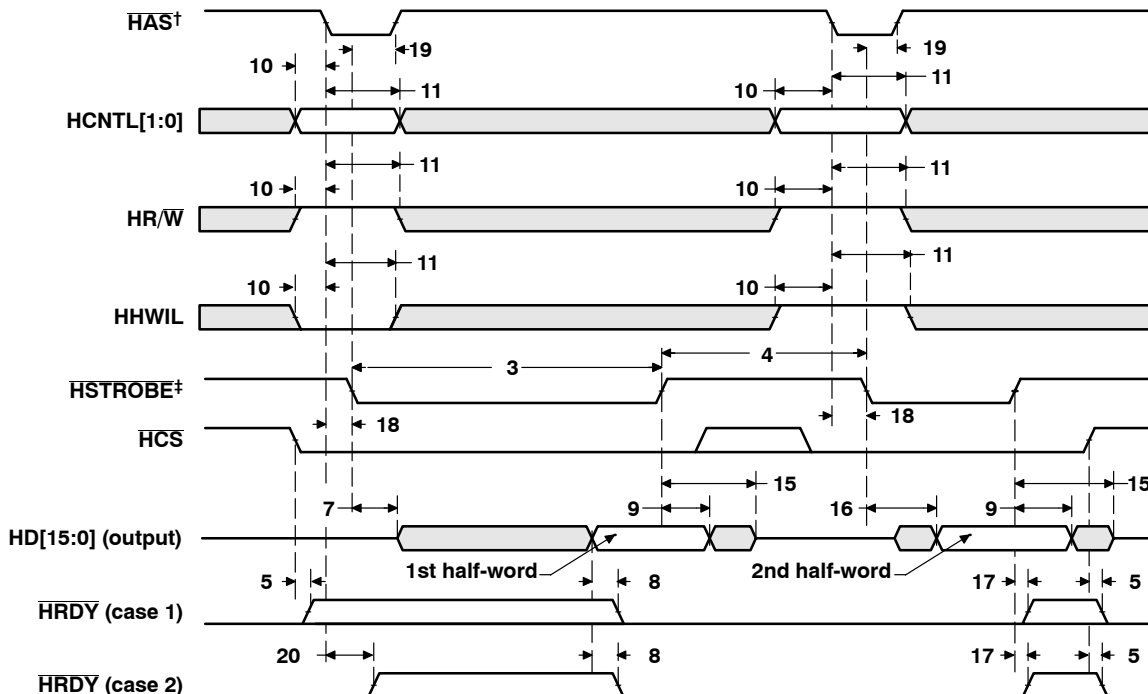 HAS†
19 19
10 11 10 11
HCNTL[1:0]
11 11
10 10
HR/W
11 11
10 10
HHWIL
3 4
HSTROBE‡
18 18
HCS
15 15
7 9 16 9
HD[15:0] (output)
1st half-word 2nd half-word
5 8 17 5
HRDY (case 1)
20 8 17 5
HRDY (case 2)